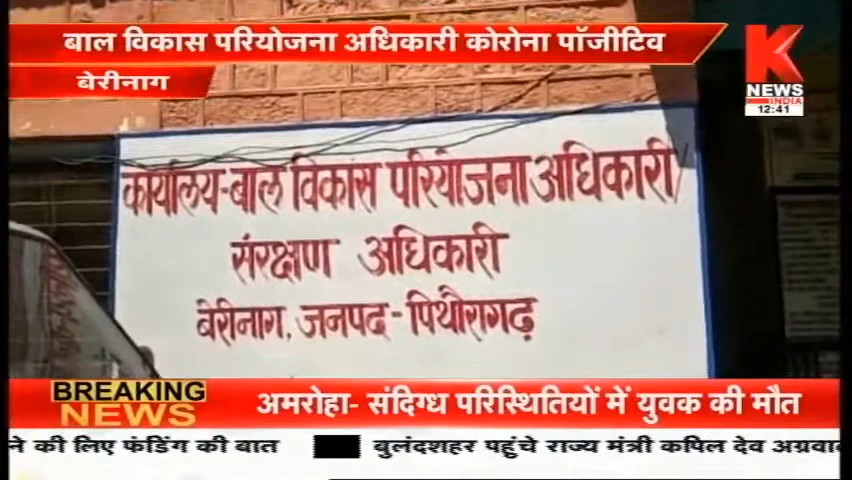 बाल विकास परियोजना अधिकारी कोरोना पॉजीटिव
बेरीनाग
K
NEWS
INDIA
12:41
कार्यालय-बाल विकास परियोजना अधिकारी/
संरक्षण अधिकारी
बेरीनाग, जनपद-पिथौरागढ़
BREAKING
NEWS
अमरोहा- संदिग्ध परिस्थितियों में युवक की मौत
ने की लिए फंडिंग की बात
बुलंदशहर पहुंचे राज्य मंत्री कपिल देव अग्रवा